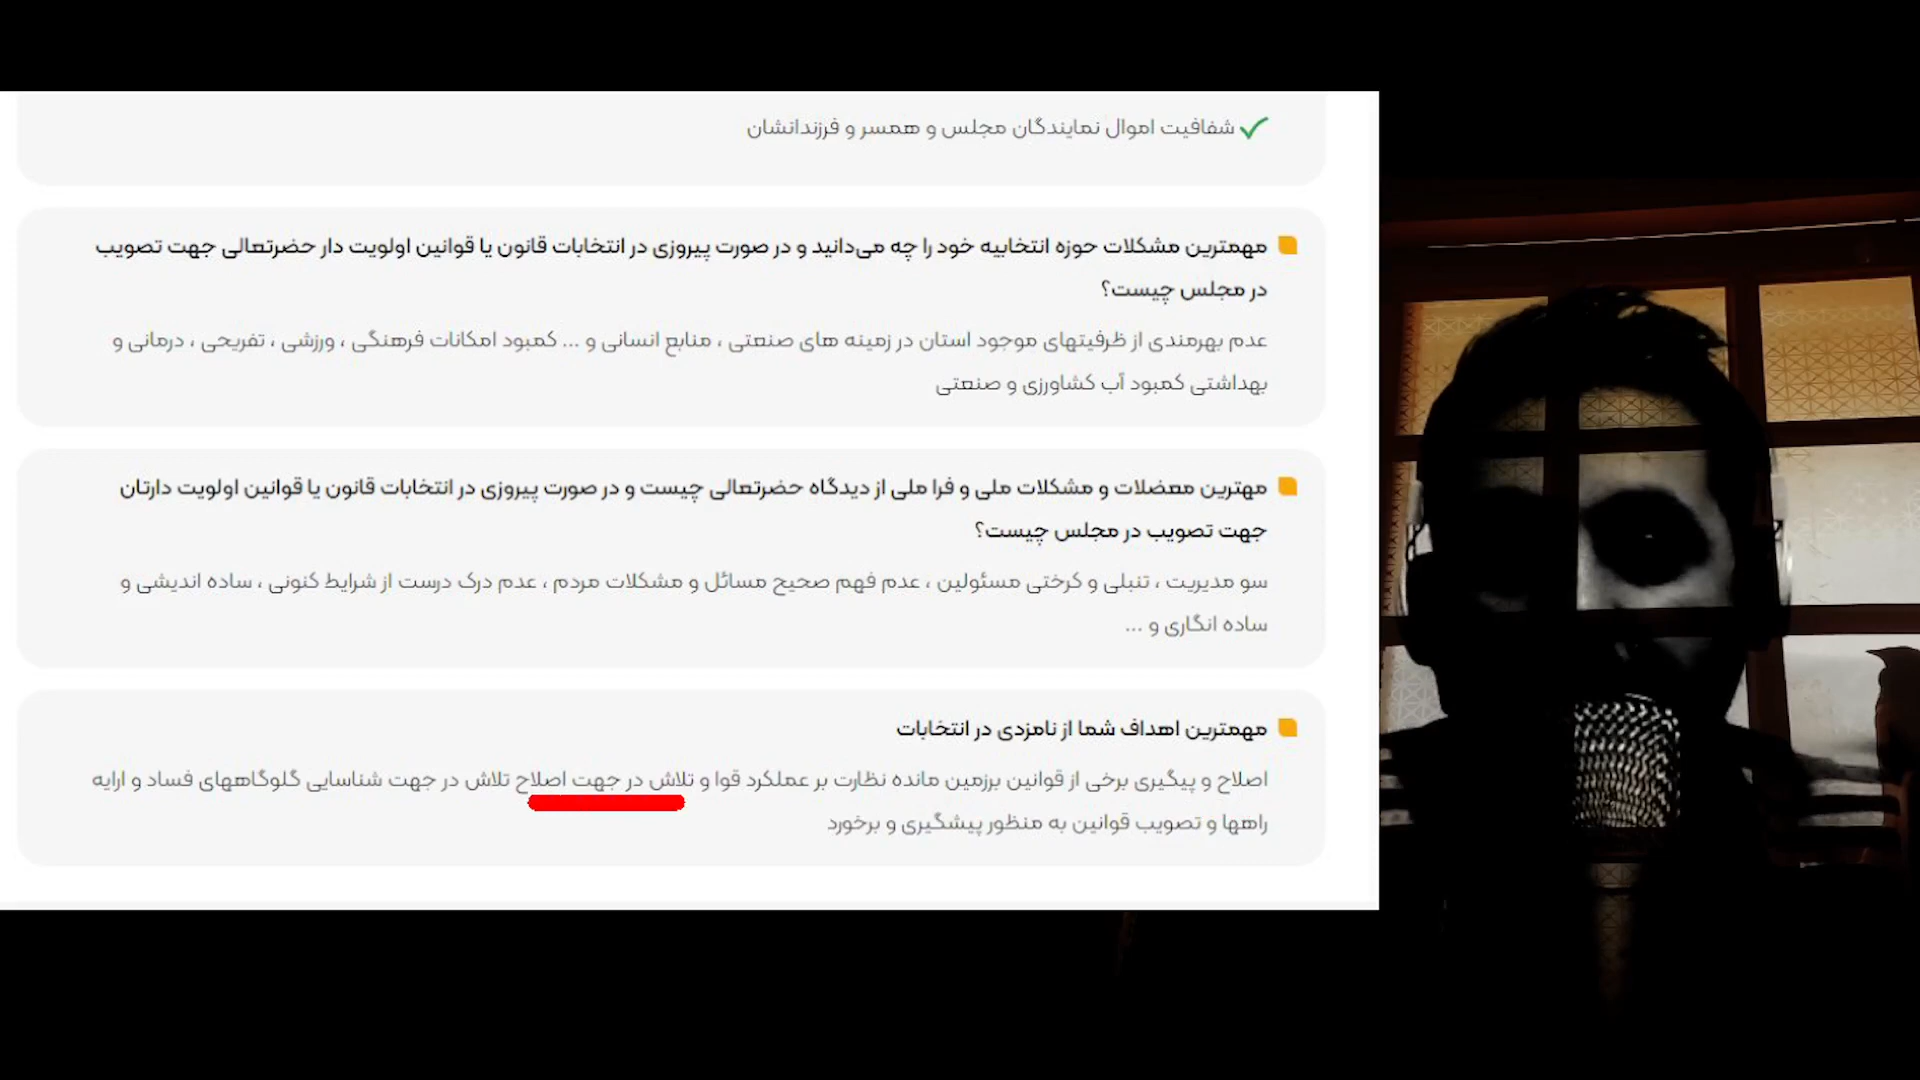 شفافیت اموال نمایندگان مجلس و همسر و فرزندانشان
مهمترین مشکلات حوزه انتخابیه خود را چه می‌دانید و در صورت پیروزی در انتخابات قانون یا قوانین اولویت دار حضرتعالی جهت تصویب
در مجلس چیست؟
عدم بهرمندی از ظرفیتهای موجود استان در زمینه های صنعتی ، منابع انسانی و ... کمبود امکانات فرهنگی ، ورزشی ، تفریحی ، درمانی و
بهداشتی کمبود آب کشاورزی و صنعتی
مهترین معضلات و مشکلات ملی و فرا ملی از دیدگاه حضرتعالی چیست و در صورت پیروزی در انتخابات قانون یا قوانین اولویت دارتان
جهت تصویب در مجلس چیست؟
سو مدیریت ، تنبلی و کرختی مسئولین ، عدم فهم صحیح مسائل و مشکلات مردم ، عدم درک درست از شرایط کنونی ، ساده اندیشی و
ساده انگاری و ...
مهمترین اهداف شما از نامزدی در انتخابات
اصلاح و پیگیری برخی از قوانین برزمین مانده نظارت بر عملکرد قوا و تلاش در جهت اصلاح تلاش در جهت شناسایی گلوگاههای فساد و ارایه
راهها و تصویب قوانین به منظور پیشگیری و برخورد